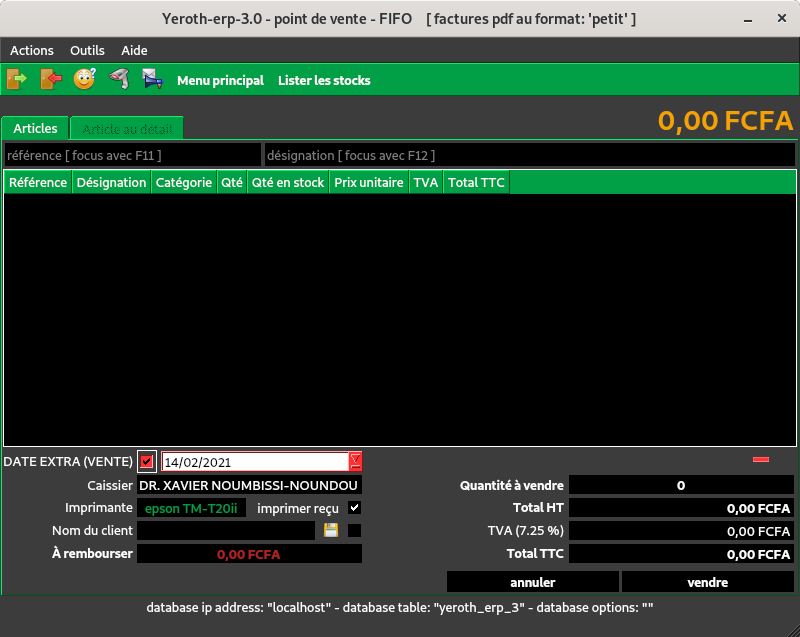 Yeroth-erp-3.0 - point de vente - FIFO [ factures pdf au format: 'petit' ]
Actions Outils Aide
Menu principal Lister les stocks
0,00 FCFA
Articles Article au détail
référence [ focus avec F11 ] désignation [ focus avec F12 ]
Référence Désignation Catégorie Qté Qté en stock Prix unitaire TVA Total TTC
DATE EXTRA (VENTE) 14/02/2021
Caissier DR. XAVIER NOUMBISSI-NOUNDOU
Quantité à vendre 0
Imprimante epson TM-T20ii imprimer reçu
Total HT 0,00 FCFA
Nom du client
TVA (7.25 %) 0,00 FCFA
À rembourser 0,00 FCFA
Total TTC 0,00 FCFA
annuler vendre
database ip address: "localhost" - database table: "yeroth_erp_3" - database options: ""